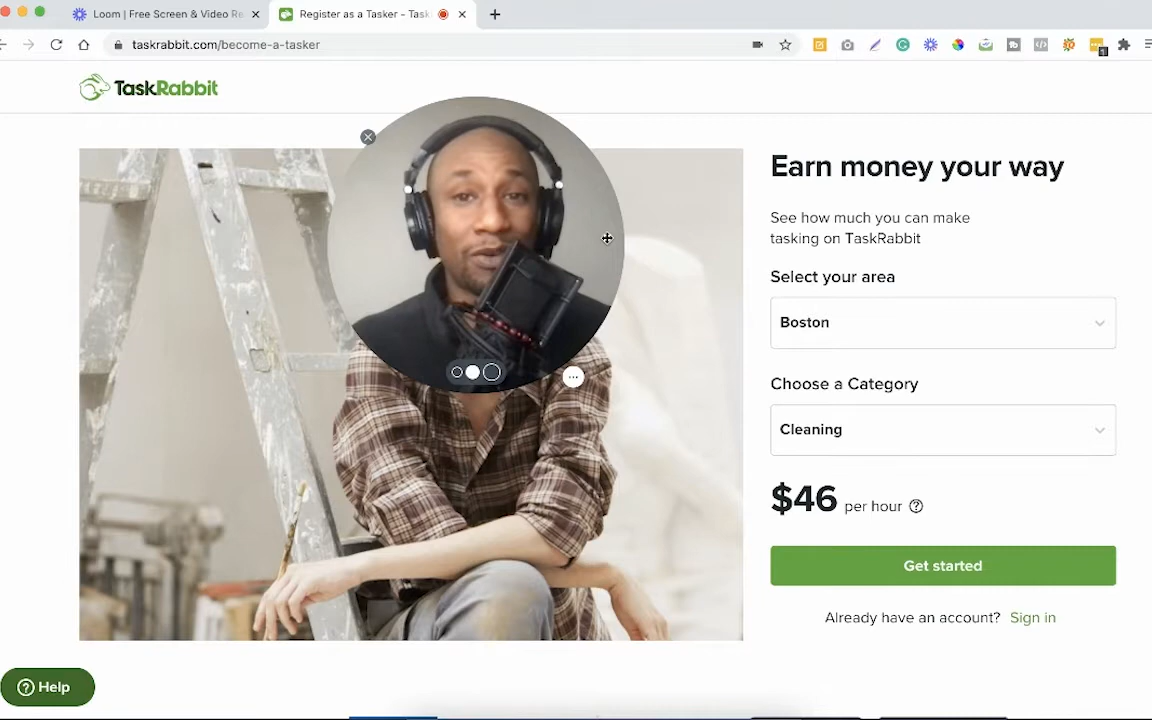 Loom | Free Screen & Video Re
Register as a Tasker - Task
taskrabbit.com/become-a-tasker
TaskRabbit
Earn money your way
See how much you can make
tasking on TaskRabbit
Select your area
Boston
Choose a Category
Cleaning
$46 per hour
Get started
Already have an account? Sign in
Help